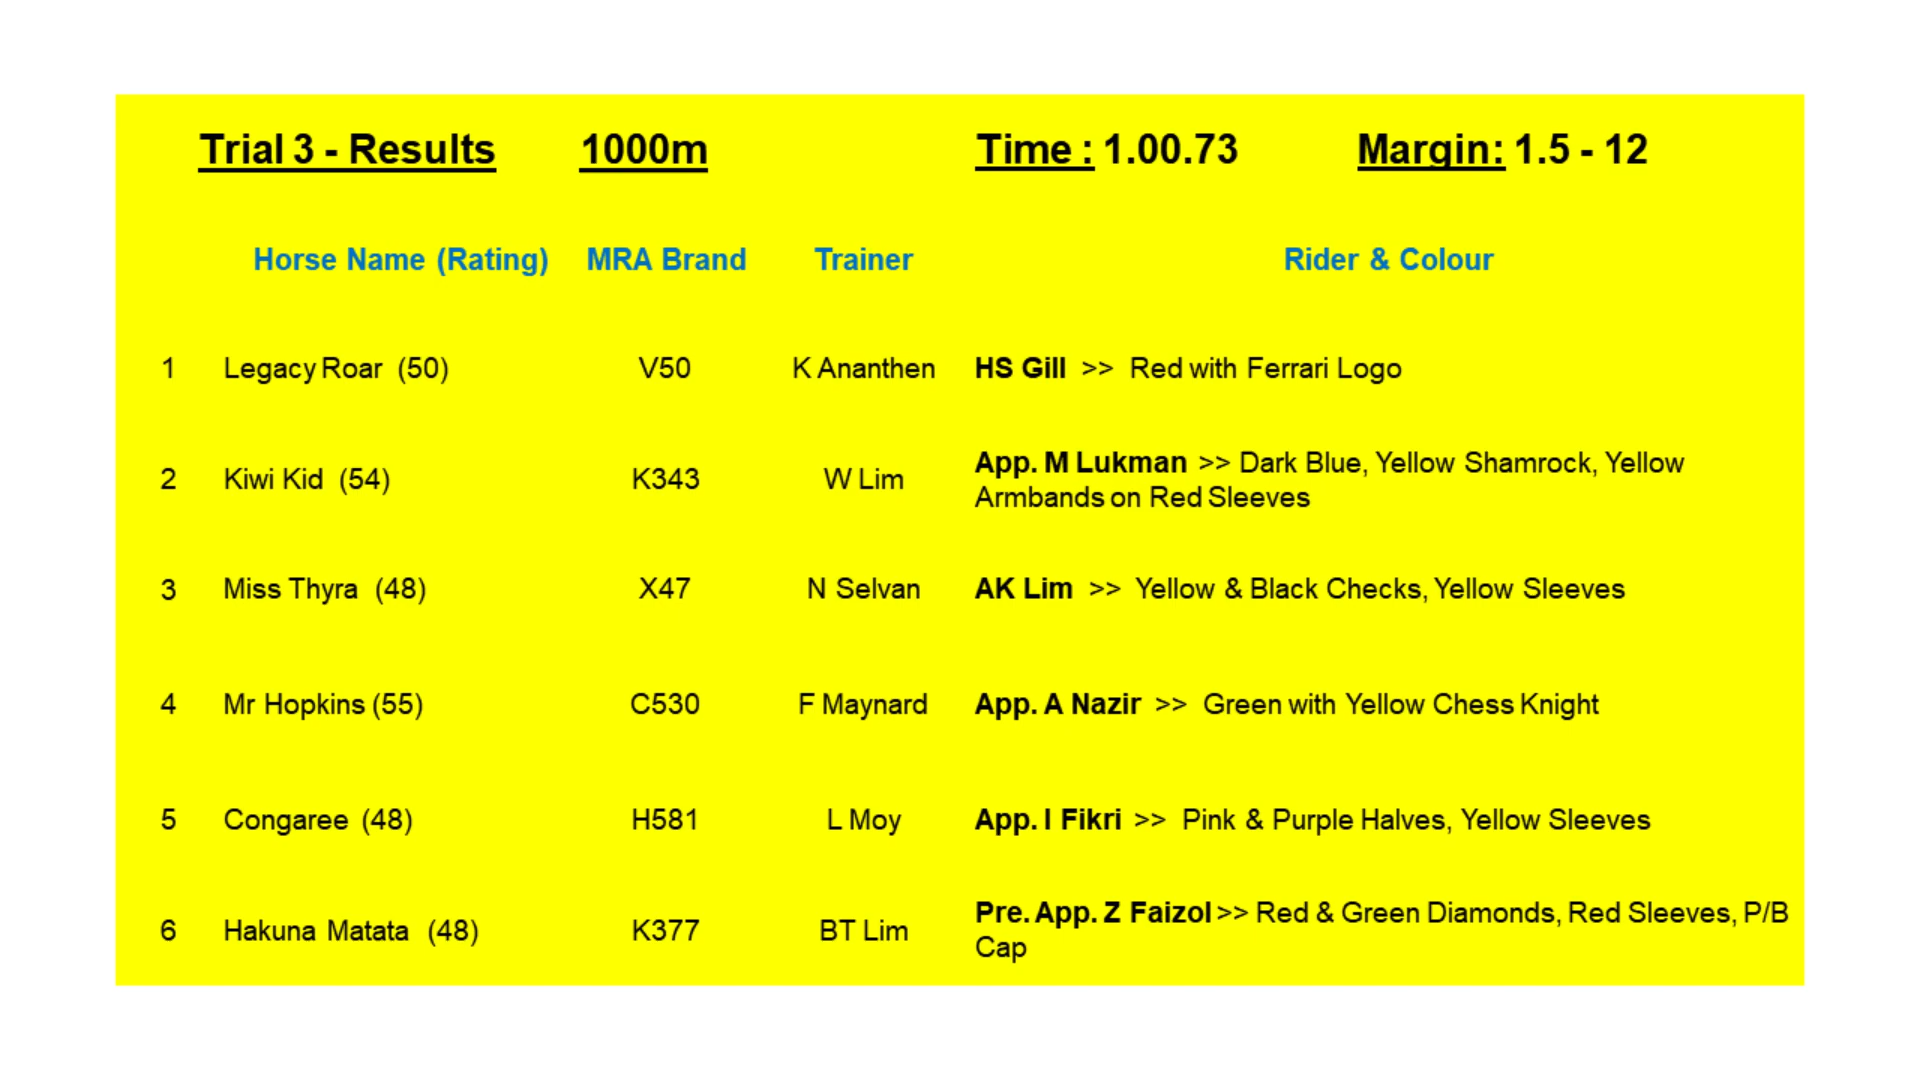 Trial 3 - Results 1000m Time : 1.00.73 Margin: 1.5 - 12
Horse Name (Rating) MRA Brand Trainer Rider & Colour
1 Legacy Roar (50) V50 K Ananthen HS Gill >> Red with Ferrari Logo
2 Kiwi Kid (54) K343 W Lim App. M Lukman >> Dark Blue, Yellow Shamrock, Yellow
Armbands on Red Sleeves
3 Miss Thyra (48) X47 N Selvan AK Lim >> Yellow & Black Checks, Yellow Sleeves
4 Mr Hopkins (55) C530 F Maynard App. A Nazir >> Green with Yellow Chess Knight
5 Congaree (48) H581 L Moy App. I Fikri >> Pink & Purple Halves, Yellow Sleeves
6 Hakuna Matata (48) K377 BT Lim Pre. App. Z Faizol >> Red & Green Diamonds, Red Sleeves, P/B
Cap